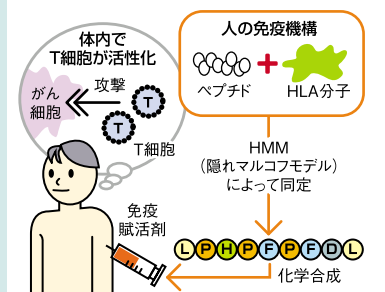 体内で
T細胞が活性化
がん
細胞
攻撃
T
T
T細胞
人の免疫機構
ペプチド
HLA分子
HMM
（隠れマルコフモデル）
によって同定
免疫
賦活剤
LPHPFPFDL
化学合成